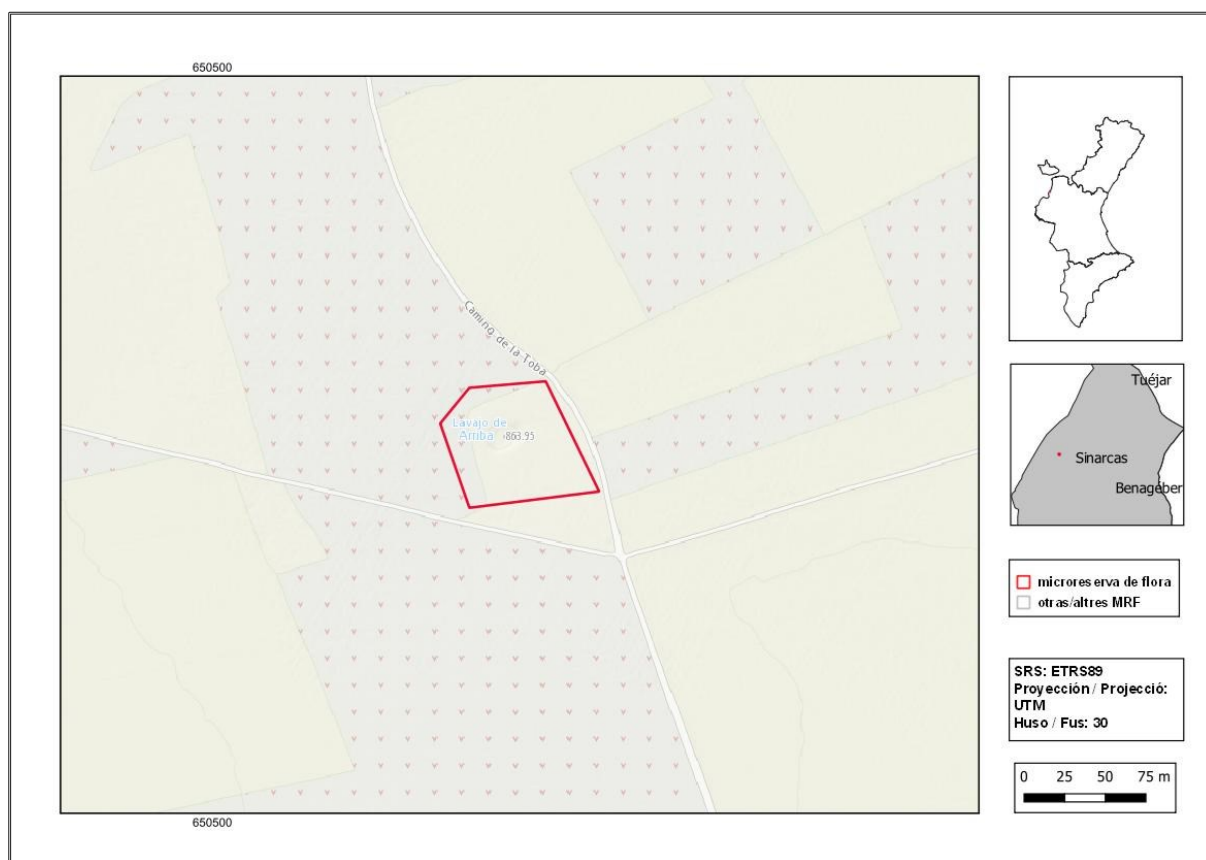 650500
Camino de la Toba
Lavajo de
Arriba
863.95
650500
Tuéjar
Sinarcas
Benagéber
microreserva de flora
otras/altres MRF
SRS: ETRS89
Proyección / Projecció:
UTM
Huso / Fus: 30
0 25 50 75 m